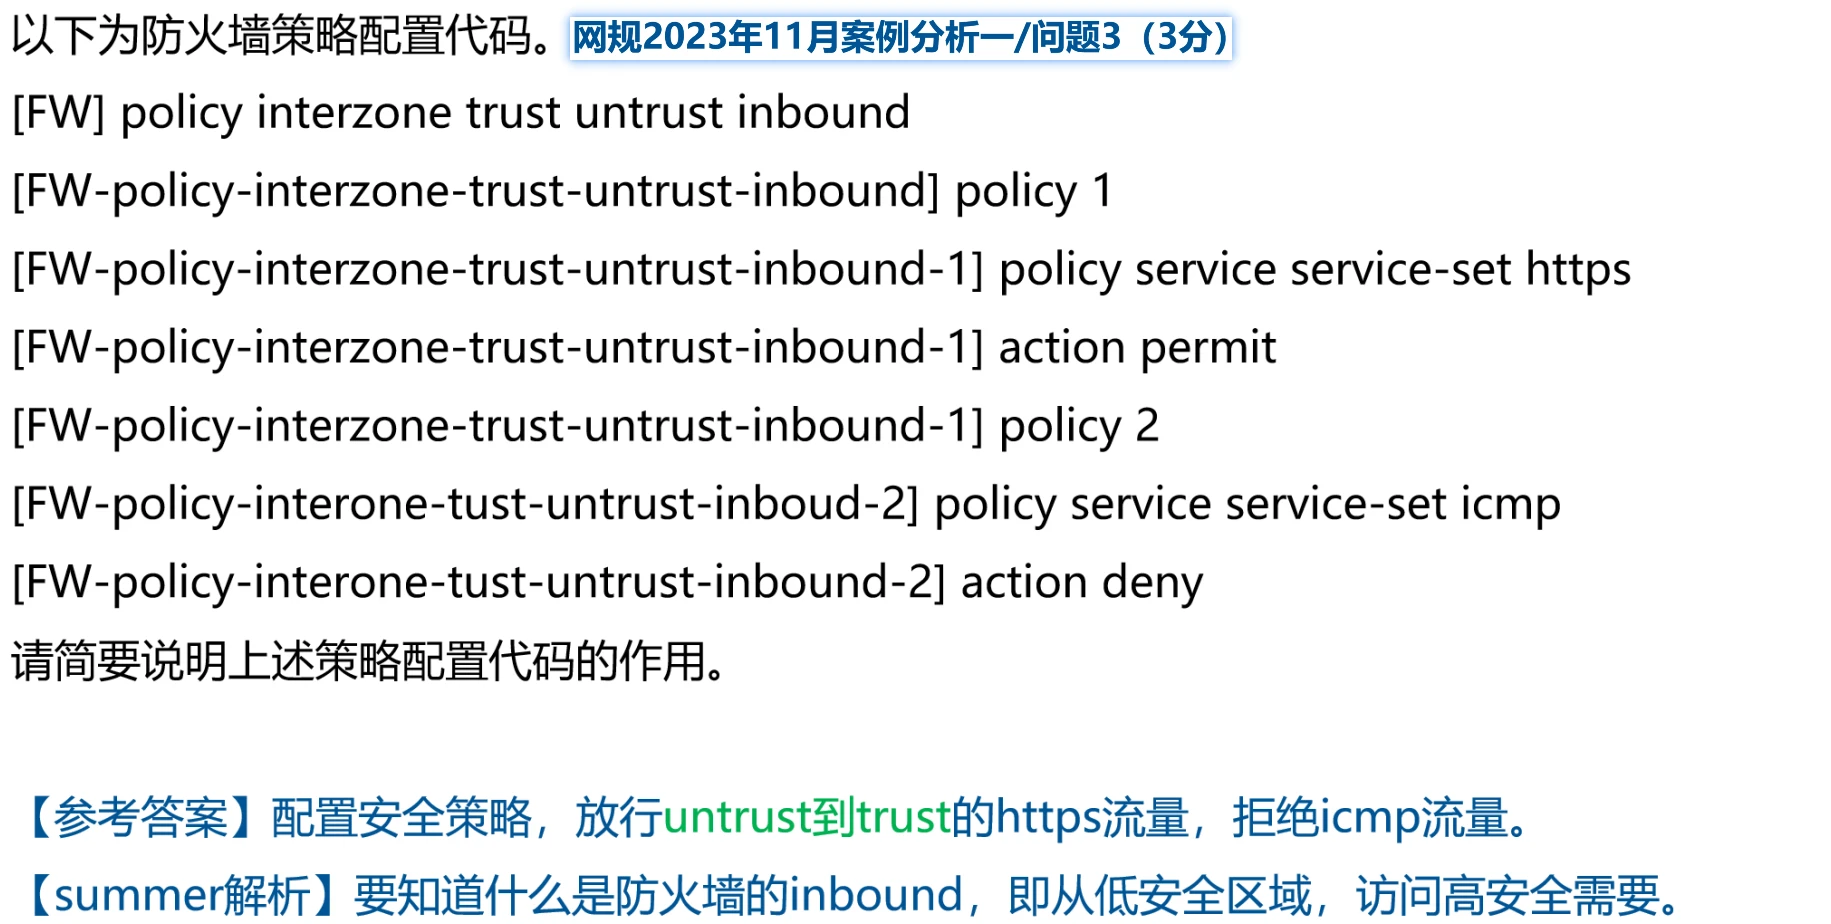 以下为防火墙策略配置代码。网规2023年11月案例分析一/问题3（3分）
[FW] policy interzone trust untrust inbound
[FW-policy-interzone-trust-untrust-inbound] policy 1
[FW-policy-interzone-trust-untrust-inbound-1] policy service service-set https
[FW-policy-interzone-trust-untrust-inbound-1] action permit
[FW-policy-interzone-trust-untrust-inbound-1] policy 2
[FW-policy-interone-tust-untrust-inboud-2] policy service service-set icmp
[FW-policy-interone-tust-untrust-inbound-2] action deny
请简要说明上述策略配置代码的作用。
【参考答案】配置安全策略，放行untrust到trust的https流量，拒绝icmp流量。
【summer解析】要知道什么是防火墙的inbound，即从低安全区域，访问高安全需要。